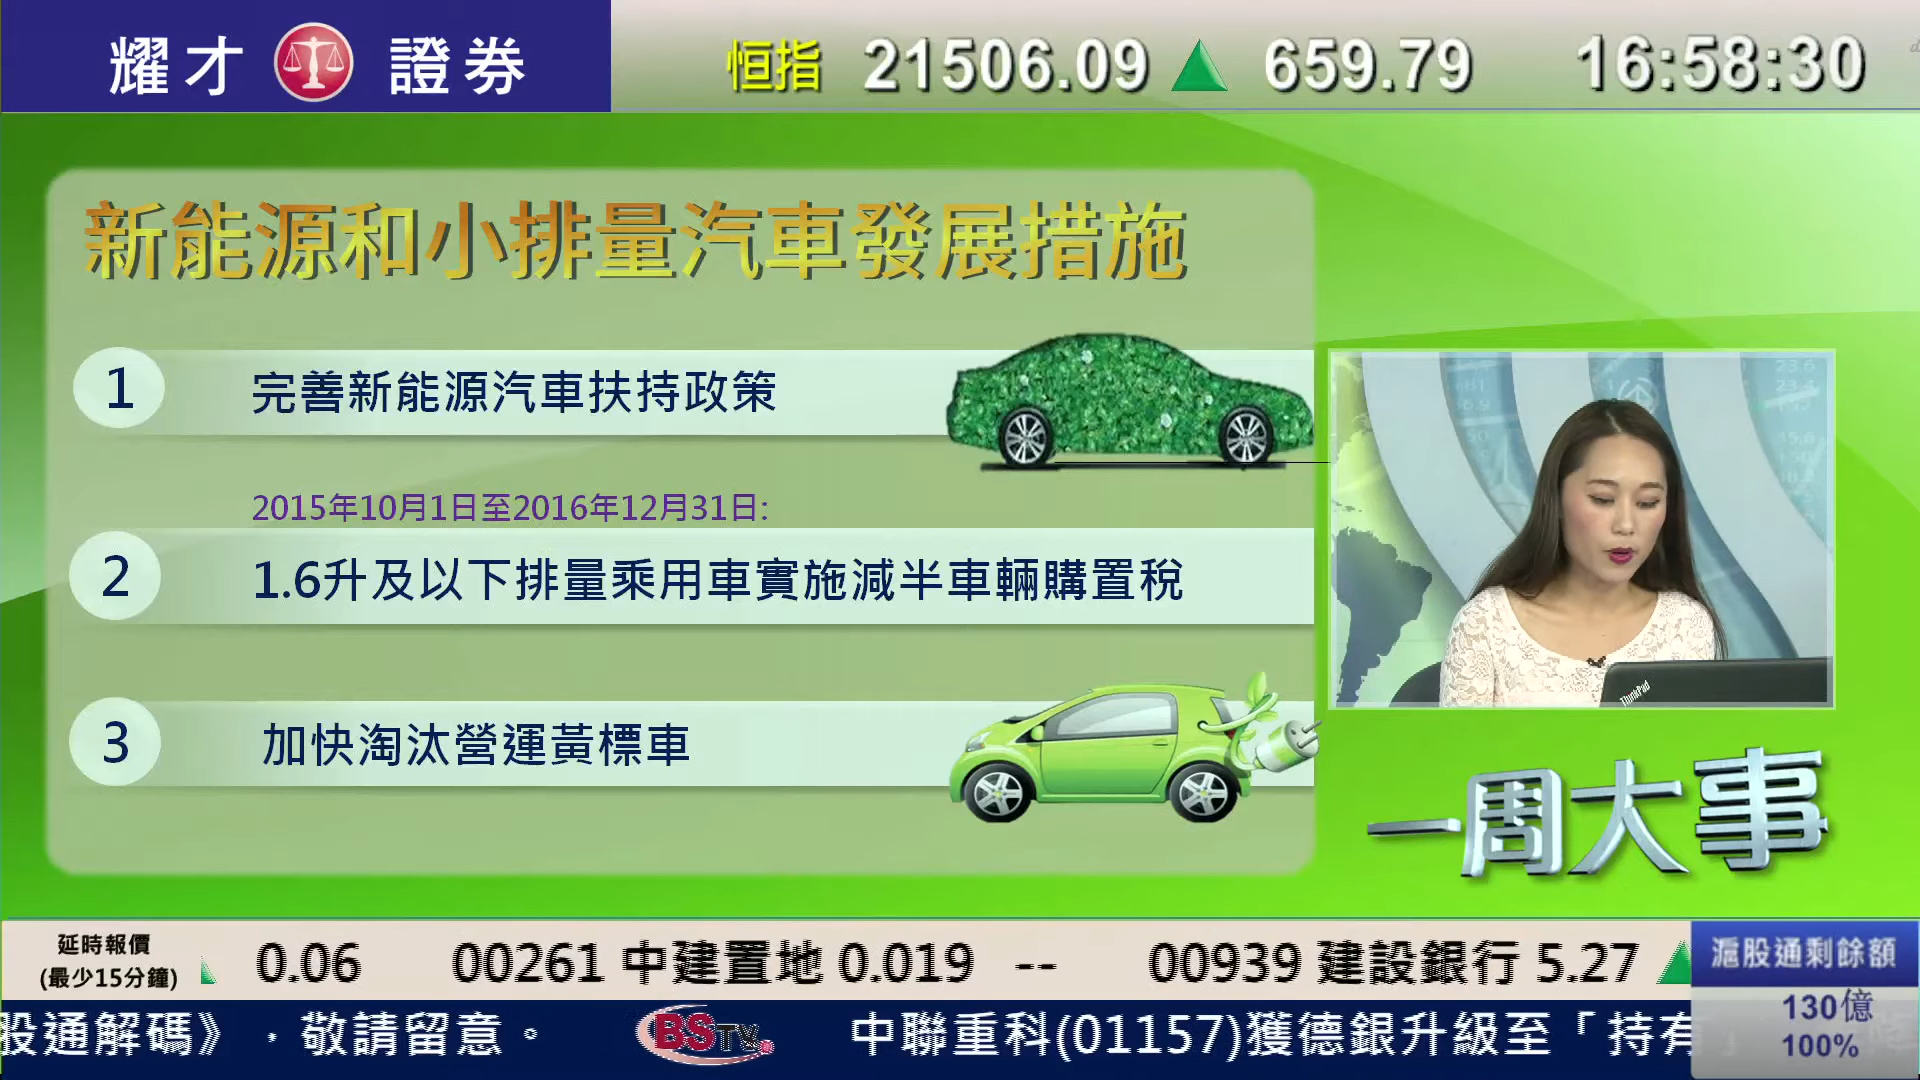 耀才 證券
恒指 21506.09 659.79 16:58:30
新能源和小排量汽車發展措施
1 完善新能源汽車扶持政策
2015年10月1日至2016年12月31日:
2 1.6升及以下排量乘用車實施減半車輛購置稅
3 加快淘汰營運黃標車
ThinkPad
一周大事
延時報價
(最少15分鐘)
0.06 00261 中建置地 0.019 -- 00939 建設銀行 5.27
滬股通剩餘額
130億
100%
股通解碼》，敬請留意。 BSTV 中聯重科(01157)獲德銀升級至「持有